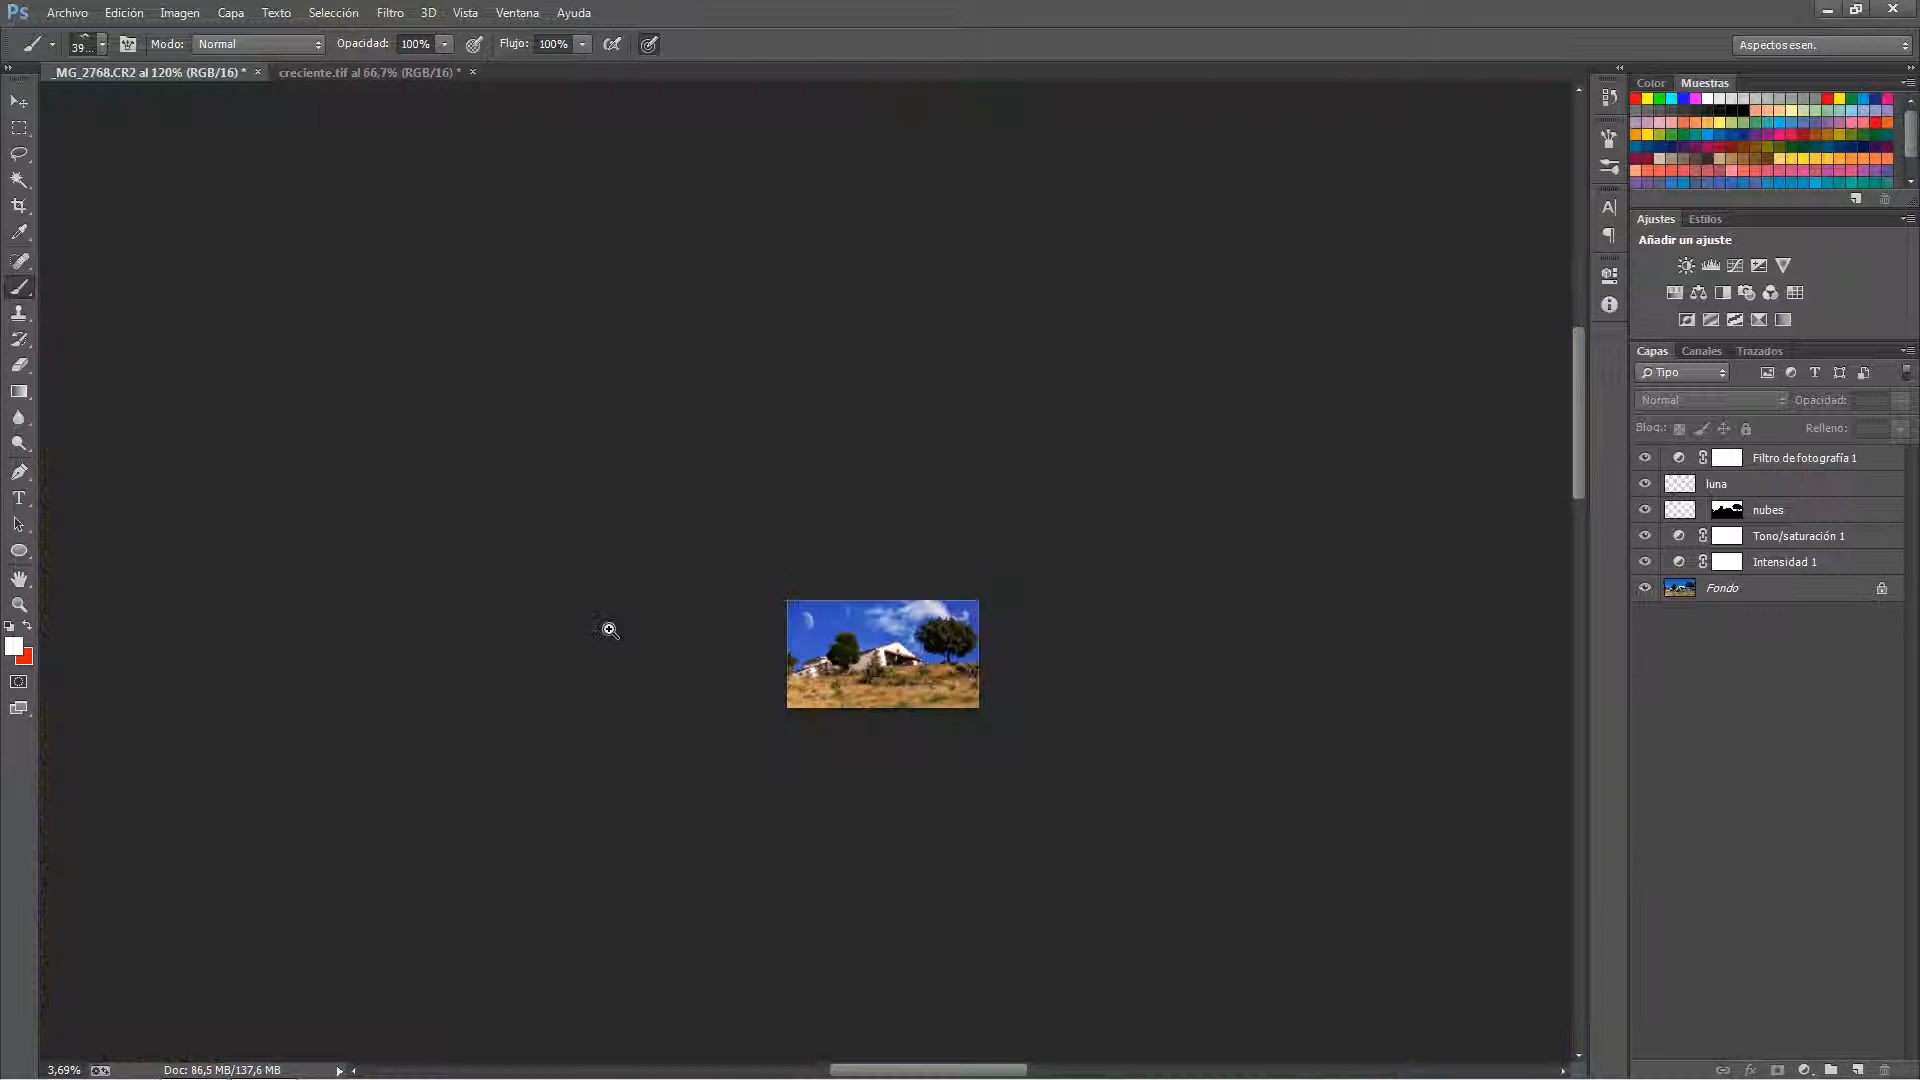 Ps Archivo Edición Imagen Capa Texto Selección Filtro 3D Vista Ventana Ayuda
39... Modo: Normal Opacidad: 100% Flujo: 100% Aspectos esen.
_MG_2768.CR2 al 120% (RGB/16) * × creciente.tif al 66,7% (RGB/16) * ×
Color Muestras
Ajustes Estilos
Añadir un ajuste
Capas Canales Trazados
Tipo T
Normal Opacidad:
Bloq.: Relleno:
Filtro de fotografía 1
luna
nubes
Tono/saturación 1
Intensidad 1
Fondo
3,69% Doc: 86,5 MB/137,6 MB fx